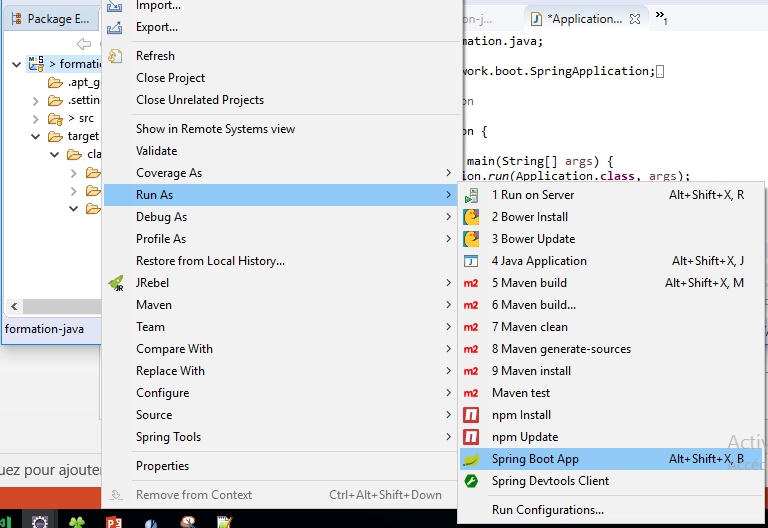 Package E...
> formation
.apt_g
.setting
> src
target
cla
formation-java
uez pour ajouter
Import...
Export...
Refresh
Close Project
Close Unrelated Projects
Show in Remote Systems view
Validate
Coverage As
Run As
Debug As
Profile As
Restore from Local History...
JRebel
Maven
Team
Compare With
Replace With
Configure
Source
Spring Tools
Properties
Remove from Context Ctrl+Alt+Shift+Down
on-j...
*Application...
»1
mation.java;
work.boot.SpringApplication;
on
on {
main(String[] args) {
ion.run(Application.class, args);
1 Run on Server Alt+Shift+X, R
2 Bower Install
3 Bower Update
4 Java Application Alt+Shift+X, J
5 Maven build Alt+Shift+X, M
6 Maven build...
7 Maven clean
8 Maven generate-sources
9 Maven install
Maven test
npm Install
npm Update
Spring Boot App Alt+Shift+X, B
Spring Devtools Client
Run Configurations...
Activ